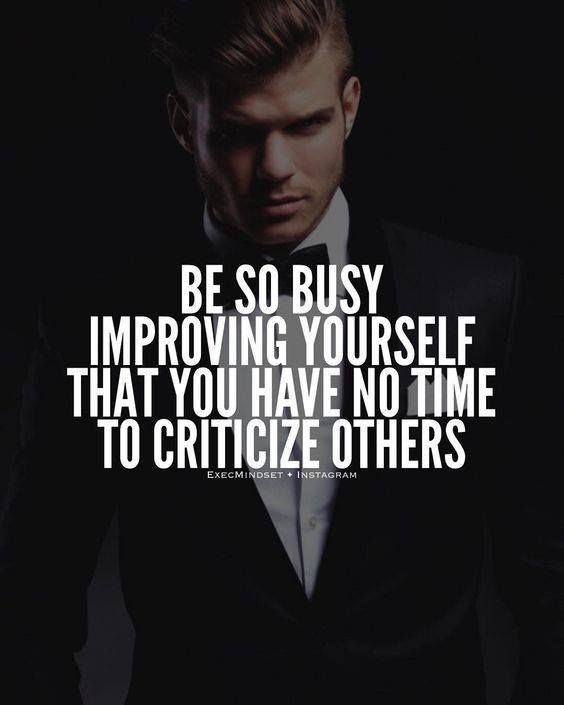 BE SO BUSY
IMPROVING YOURSELF
THAT YOU HAVE NO TIME
TO CRITICIZE OTHERS
EXECMINDSET + INSTAGRAM